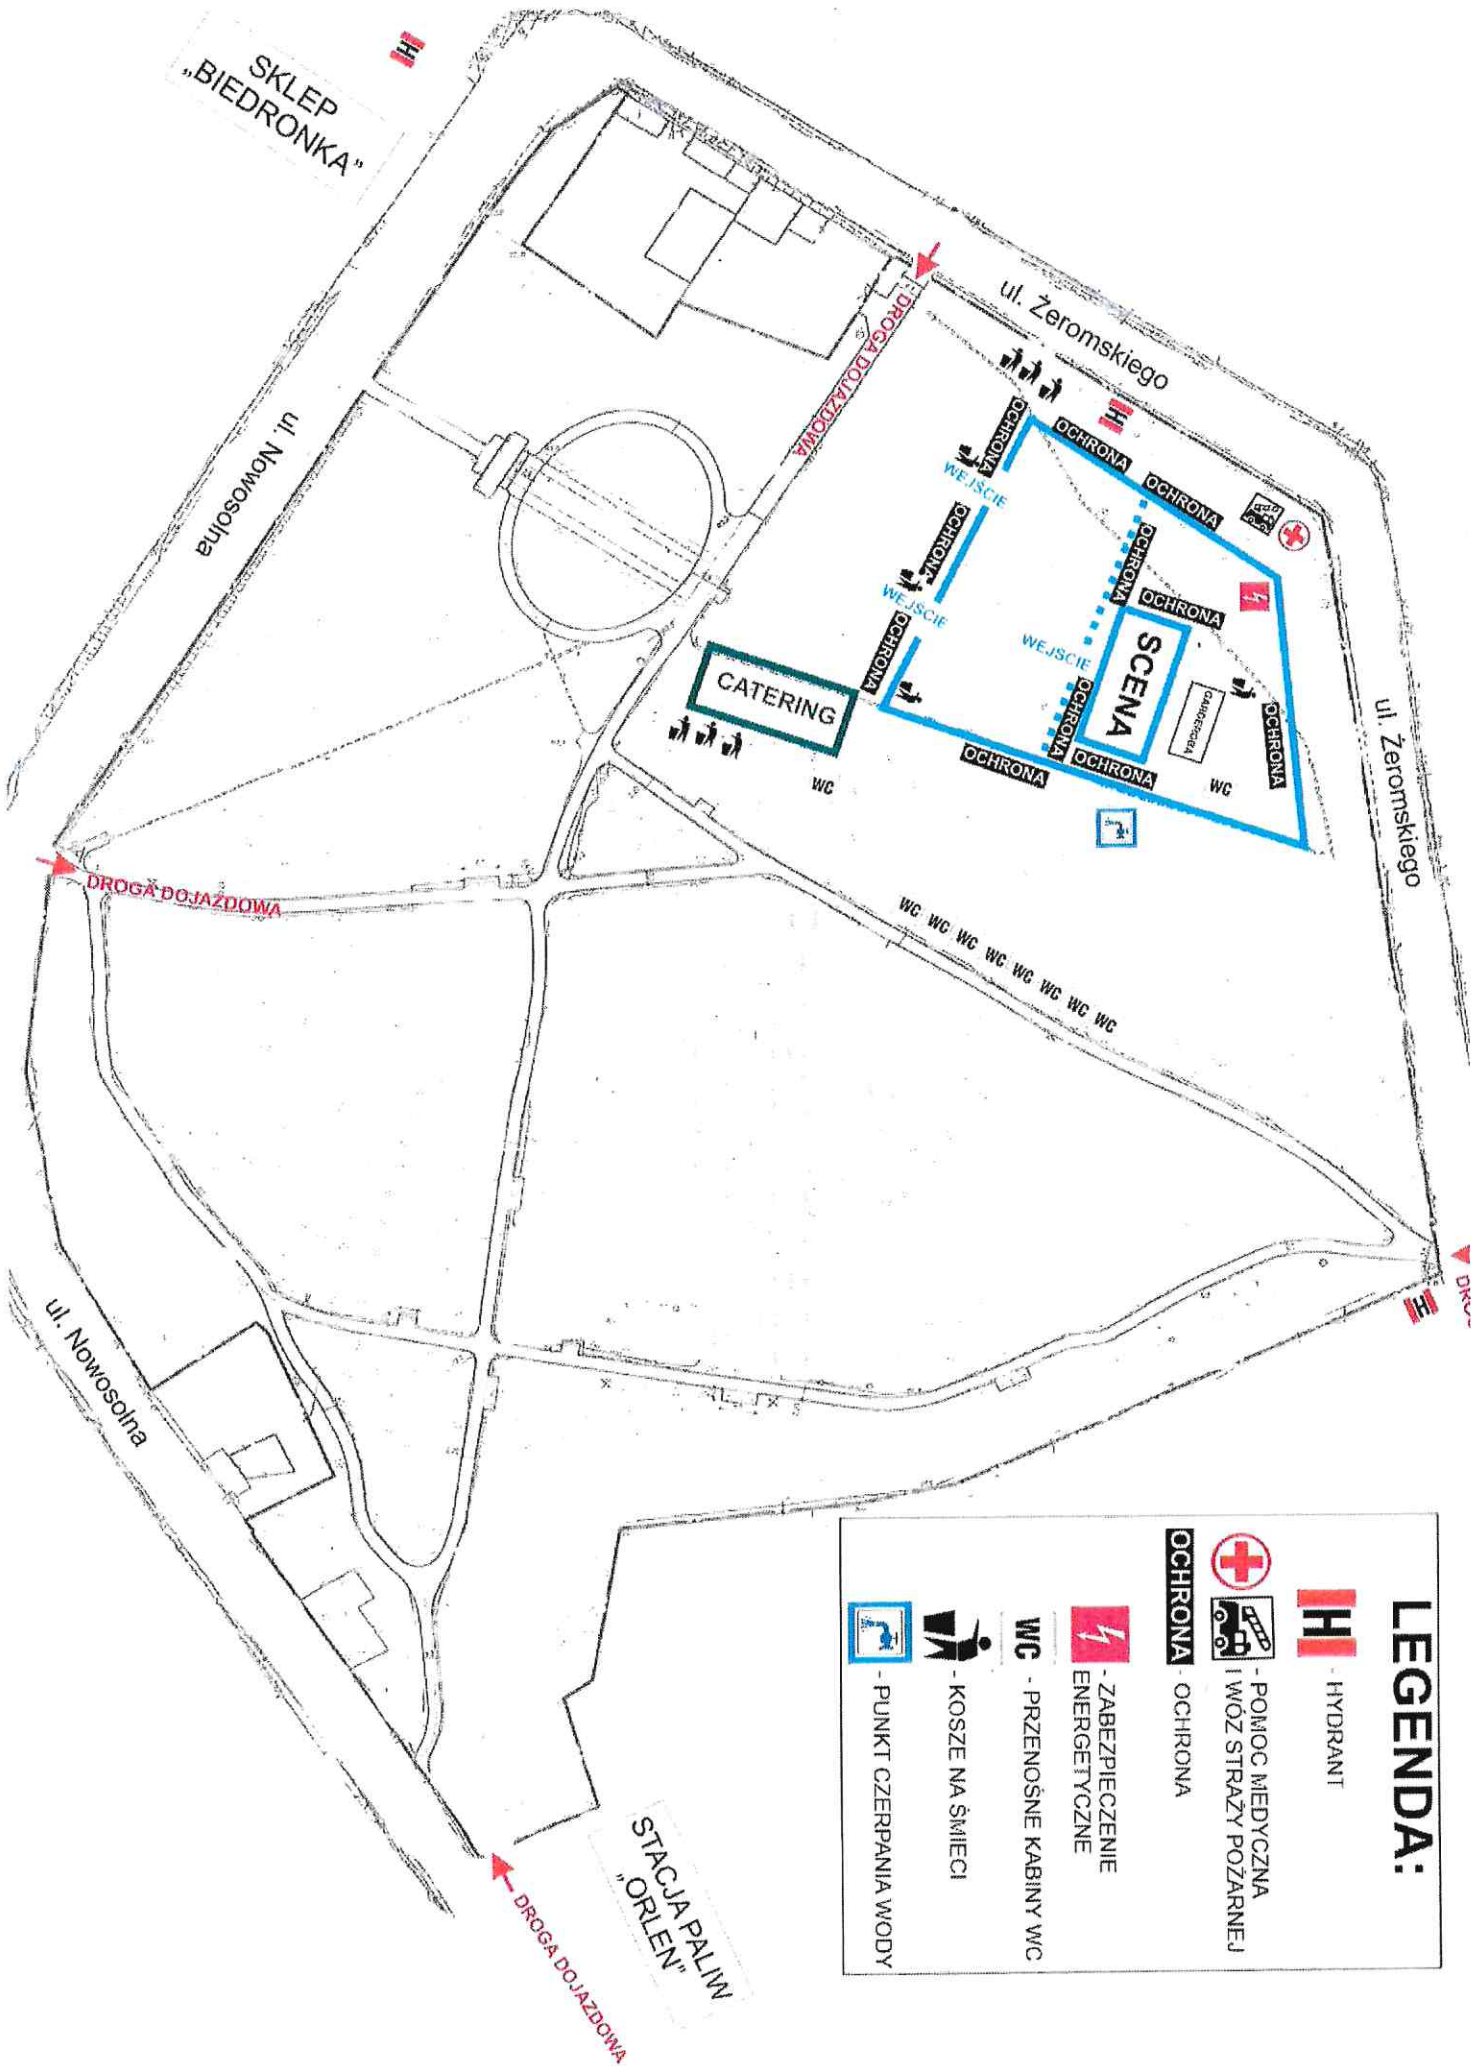 SKLEP
„BIEDRONKA”
H
ul. Żeromskiego
DROGA DOJAZDOWA
ul. Nowosolna
H
OCHRONA
OCHRONA
OCHRONA
WEJŚCIE
OCHRONA
WEJŚCIE
OCHRONA
OCHRONA
OCHRONA
WEJŚCIE
OCHRONA
SCENA
GARDEROBA
OCHRONA
WC
OCHRONA
OCHRONA
CATERING
WC
ul. Żeromskiego
DROGA DOJAZDOWA
WC WC WC WC WC WC WC WC
H
ul. Nowosolna
STACJA PALIW
„ORLEN”
DROGA DOJAZDOWA
LEGENDA:
H - HYDRANT
- POMOC MEDYCZNA
I WÓZ STRAŻY POŻARNEJ
OCHRONA - OCHRONA
- ZABEZPIECZENIE
ENERGETYCZNE
WC - PRZENOŚNE KABINY WC
- KOSZE NA ŚMIECI
- PUNKT CZERPANIA WODY